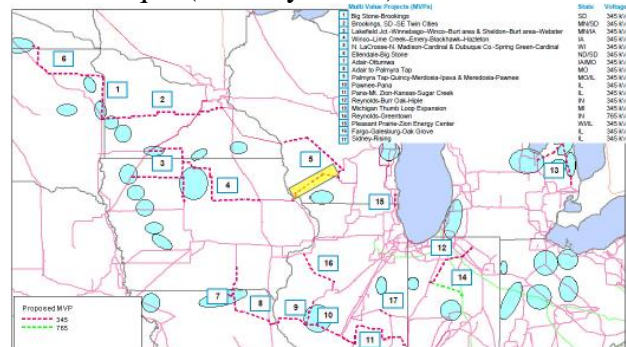 Multi Value Projects (MVPs) State Voltage
1 Big Stone-Brookings SD 345 kV
2 Brookings, SD -SE Twin Cities MN/SD 345 kV
3 Lakefield Jct.-Winnebago-Winco-Burt area & Sheldon-Burt area-Webster MN/IA 345 kV
4 Winco-Lime Creek-Emery-Blackhawk-Hazleton IA 345 kV
5 N. LaCrosse-N. Madison-Cardinal & Dubuque Co.-Spring Green-Cardinal WI 345 kV
6 Ellendale-Big Stone ND/SD 345 kV
7 Adair-Ottumwa IA/MO 345 kV
8 Adair to Palmyra Tap MO 345 kV
9 Palmyra Tap-Quincy-Merdosia-Ipava & Meredosia-Pawnee MO/IL 345 kV
10 Pawnee-Pana IL 345 kV
11 Pana-Mt. Zion-Kansas-Sugar Creek IL 345 kV
12 Reynolds-Burr Oak-Hiple IN 345 kV
13 Michigan Thumb Loop Expansion MI 345 kV
14 Reynolds-Greentown IN 765 kV
15 Pleasant Prairie-Zion Energy Center WI/IL 345 kV
16 Fargo-Galesburg-Oak Grove IL 345 kV
17 Sidney-Rising IL 345 kV
6
1
2
3
4
5
13
15
12
16
14
7
8
9
10
17
11
Proposed MVP
345
765